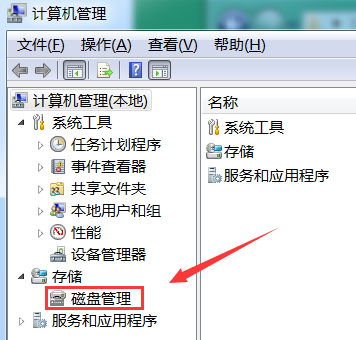 计算机管理
文件(F) 操作(A) 查看(V) 帮助(H)
计算机管理(本地)
系统工具
任务计划程序
事件查看器
共享文件夹
本地用户和组
性能
设备管理器
存储
磁盘管理
服务和应用程序
名称
系统工具
存储
服务和应用程序